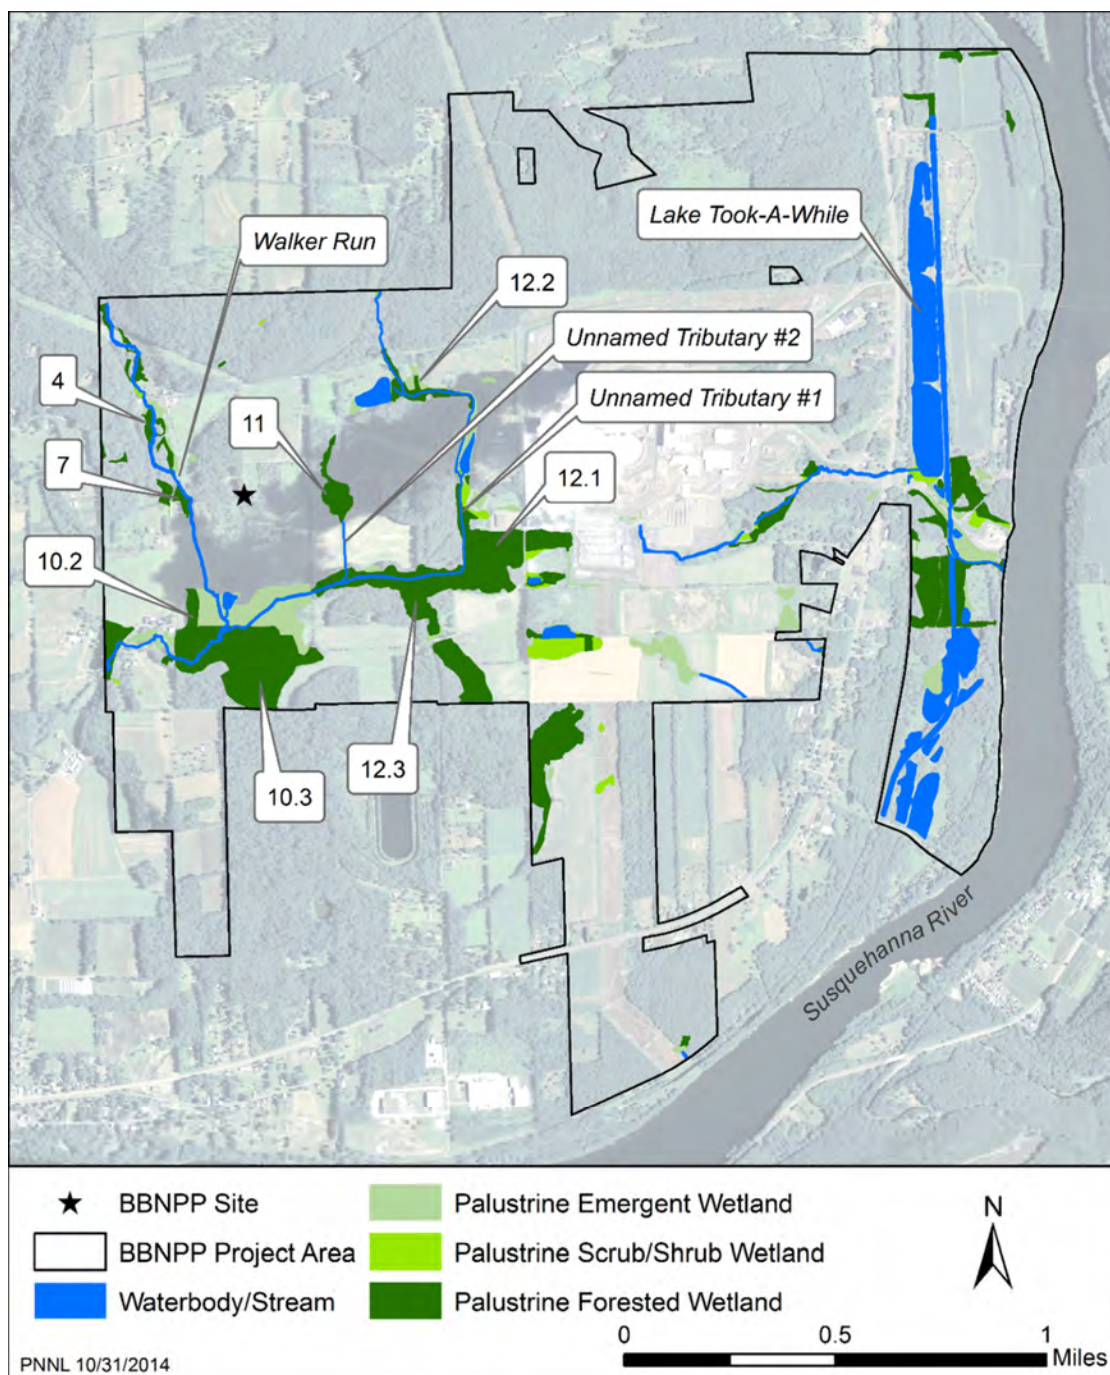 Lake Took-A-While
Walker Run
12.2
Unnamed Tributary #2
4
Unnamed Tributary #1
11
7
12.1
10.2
12.3
10.3
Susquehanna River
BBNPP Site
BBNPP Project Area
Waterbody/Stream
Palustrine Emergent Wetland
Palustrine Scrub/Shrub Wetland
Palustrine Forested Wetland
N
0 0.5 1
Miles
PNNL 10/31/2014